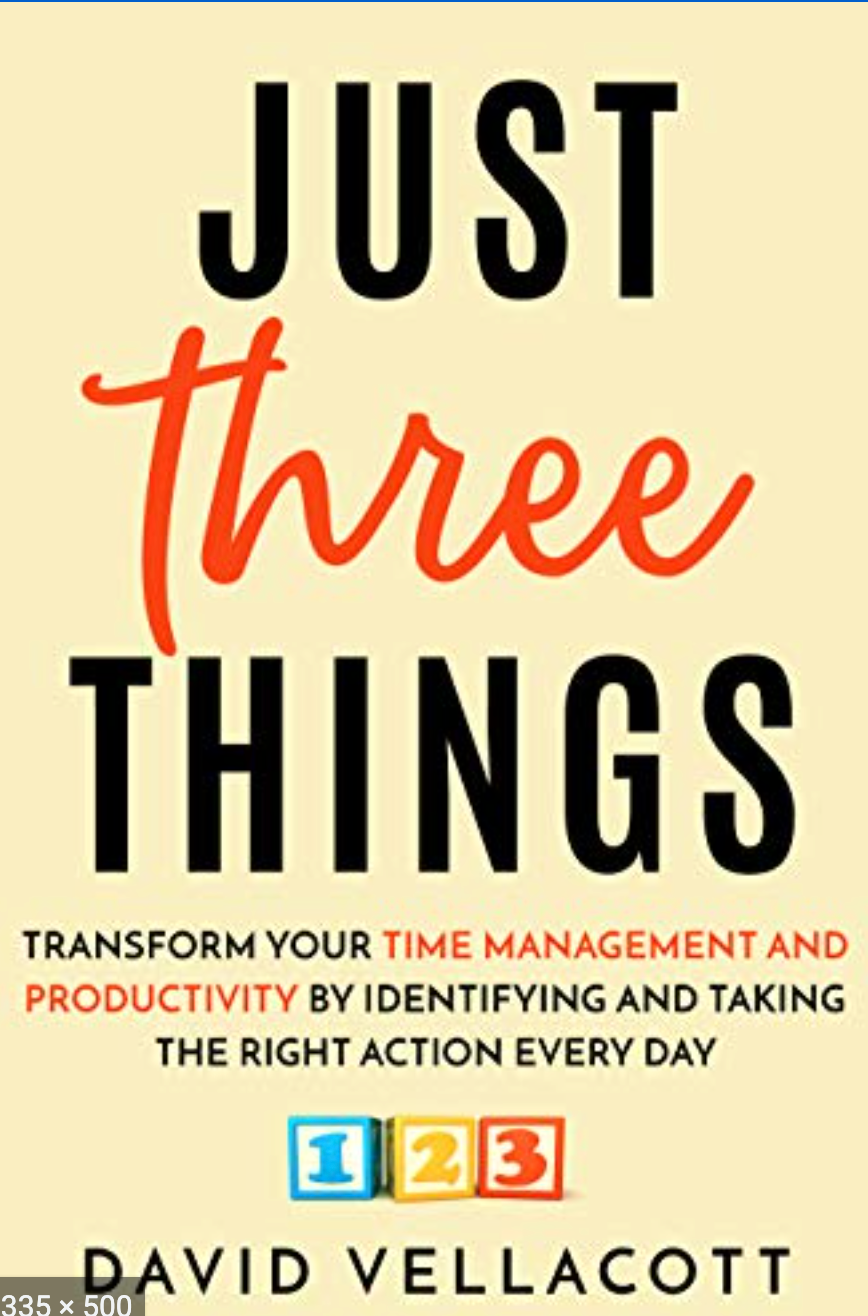 JUST
three
THINGS
TRANSFORM YOUR TIME MANAGEMENT AND
PRODUCTIVITY BY IDENTIFYING AND TAKING
THE RIGHT ACTION EVERY DAY
1 2 3
DAVID VELLACOTT
335 × 500